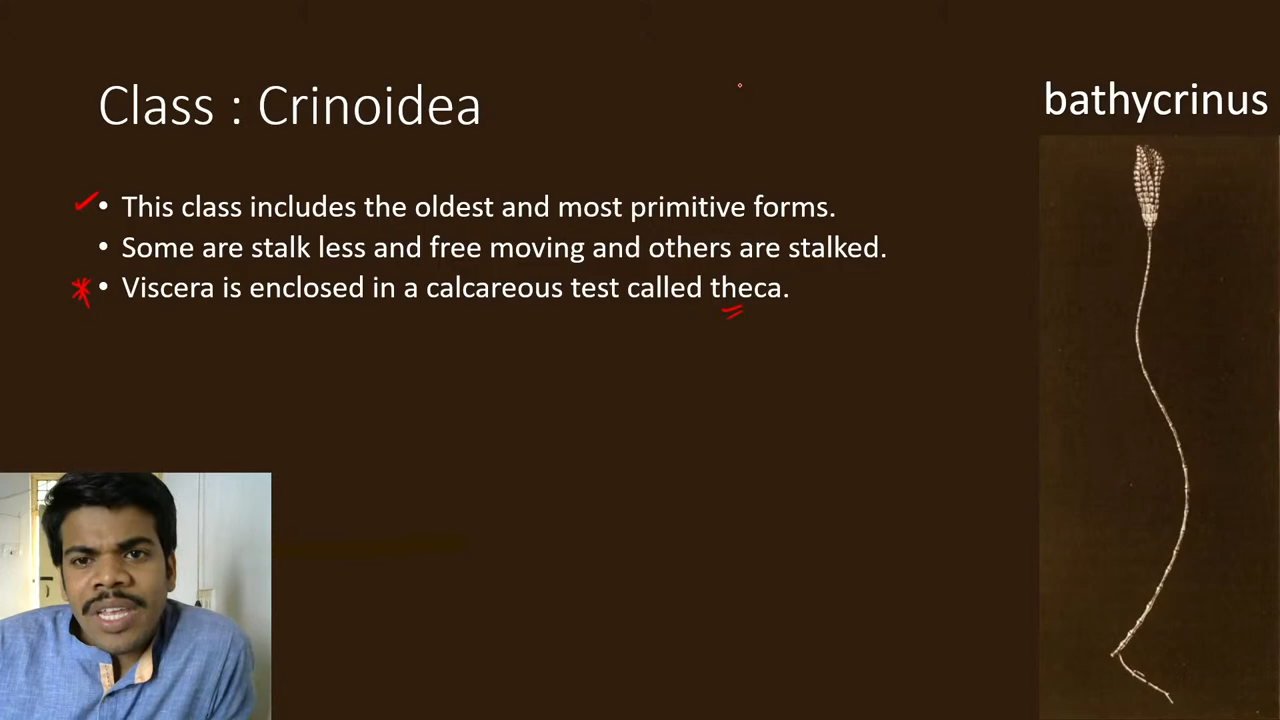 Class : Crinoidea
bathycrinus
• This class includes the oldest and most primitive forms.
• Some are stalk less and free moving and others are stalked.
• Viscera is enclosed in a calcareous test called theca.